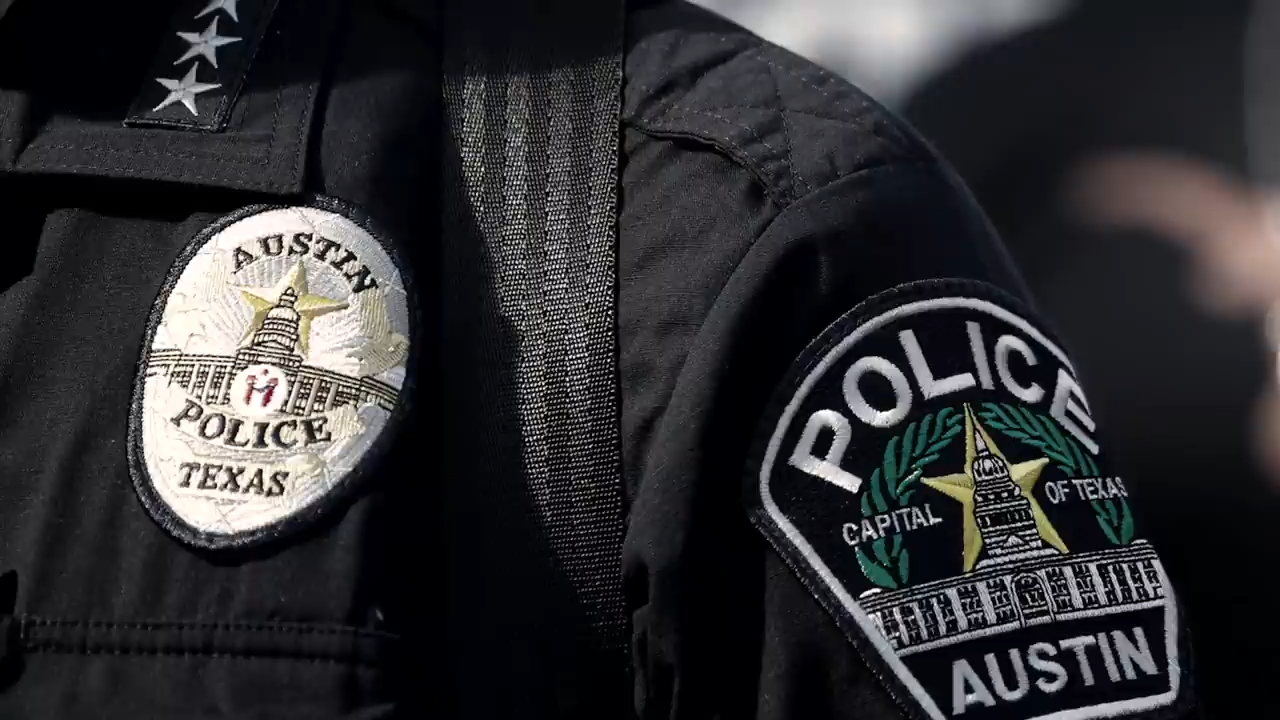 AUSTIN
POLICE
TEXAS
POLICE
CAPITAL OF TEXAS
AUSTIN